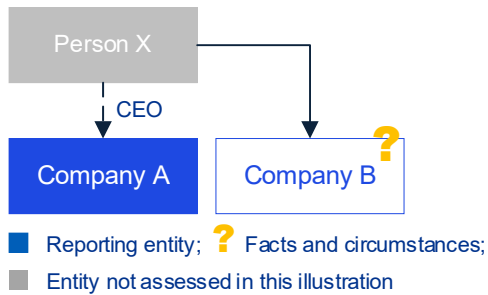 Person X
CEO
Company A
Company B ?
Reporting entity; ? Facts and circumstances;
Entity not assessed in this illustration